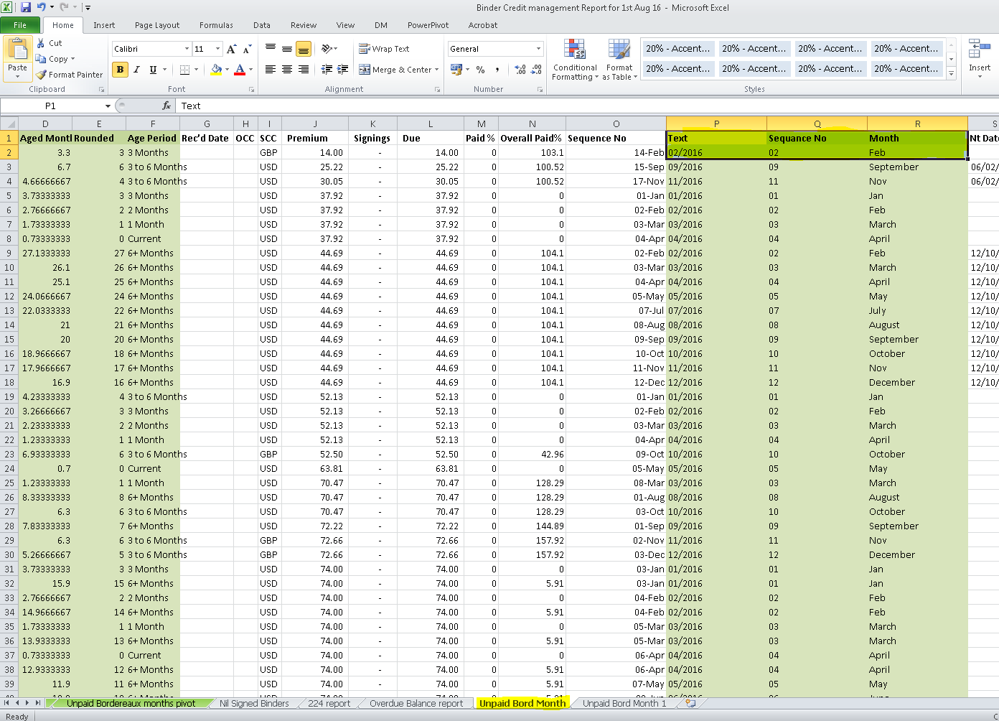 Binder Credit management Report for 1st Aug 16 - Microsoft Excel
File Home Insert Page Layout Formulas Data Review View DM PowerPivot Acrobat
Paste Cut Copy Format Painter Clipboard
Calibri 11 B I U A A A Font
Wrap Text Merge & Center Alignment
General % , Number
Conditional Formatting Format as Table
20% - Accent... 20% - Accent... 20% - Accent... 20% - Accent...
20% - Accent... 20% - Accent... 20% - Accent... 20% - Accent...
Styles Insert
P1 fx Text
D E F G H I J K L M N O P Q R S
1 Aged Montl Rounded Age Period Rec'd Date OCC SCC Premium Signings Due Paid % Overall Paid% Sequence No Text Sequance No Month Nt Date
2 3.3 3 3 Months GBP 14.00 - 14.00 0 103.1 14-Feb 02/2016 02 Feb
3 6.7 6 3 to 6 Months USD 25.22 - 25.22 0 100.52 15-Sep 09/2016 09 September 06/02/
4 4.66666667 4 3 to 6 Months USD 30.05 - 30.05 0 100.52 17-Nov 11/2016 11 Nov 06/02/
5 3.73333333 3 3 Months USD 37.92 - 37.92 0 0 01-Jan 01/2016 01 Jan
6 2.76666667 2 2 Months USD 37.92 - 37.92 0 0 02-Feb 02/2016 02 Feb
7 1.73333333 1 1 Month USD 37.92 - 37.92 0 0 03-Mar 03/2016 03 March
8 0.73333333 0 Current USD 37.92 - 37.92 0 0 04-Apr 04/2016 04 April
9 27.1333333 27 6+ Months USD 44.69 - 44.69 0 104.1 02-Feb 02/2016 02 Feb 12/10/
10 26.1 26 6+ Months USD 44.69 - 44.69 0 104.1 03-Mar 03/2016 03 March 12/10/
11 25.1 25 6+ Months USD 44.69 - 44.69 0 104.1 04-Apr 04/2016 04 April 12/10/
12 24.0666667 24 6+ Months USD 44.69 - 44.69 0 104.1 05-May 05/2016 05 May 12/10/
13 22.0333333 22 6+ Months USD 44.69 - 44.69 0 104.1 07-Jul 07/2016 07 July 12/10/
14 21 21 6+ Months USD 44.69 - 44.69 0 104.1 08-Aug 08/2016 08 August 12/10/
15 20 20 6+ Months USD 44.69 - 44.69 0 104.1 09-Sep 09/2016 09 September 12/10/
16 18.9666667 18 6+ Months USD 44.69 - 44.69 0 104.1 10-Oct 10/2016 10 October 12/10/
17 17.9666667 17 6+ Months USD 44.69 - 44.69 0 104.1 11-Nov 11/2016 11 Nov 12/10/
18 16.9 16 6+ Months USD 44.69 - 44.69 0 104.1 12-Dec 12/2016 12 December 12/10/
19 4.23333333 4 3 to 6 Months USD 52.13 - 52.13 0 0 01-Jan 01/2016 01 Jan
20 3.26666667 3 3 Months USD 52.13 - 52.13 0 0 02-Feb 02/2016 02 Feb
21 2.23333333 2 2 Months USD 52.13 - 52.13 0 0 03-Mar 03/2016 03 March
22 1.23333333 1 1 Month USD 52.13 - 52.13 0 0 04-Apr 04/2016 04 April
23 6.93333333 6 3 to 6 Months GBP 52.50 - 52.50 0 42.96 09-Oct 10/2016 10 October
24 0.7 0 Current USD 63.81 - 63.81 0 0 05-May 05/2016 05 May
25 1.23333333 1 1 Month USD 70.47 - 70.47 0 128.29 08-Mar 03/2016 03 March
26 8.33333333 8 6+ Months USD 70.47 - 70.47 0 128.29 01-Aug 08/2016 08 August
27 6.3 6 3 to 6 Months USD 70.47 - 70.47 0 128.29 03-Oct 10/2016 10 October
28 7.83333333 7 6+ Months USD 72.22 - 72.22 0 144.89 01-Sep 09/2016 09 September
29 6.3 6 3 to 6 Months GBP 72.66 - 72.66 0 157.92 02-Nov 11/2016 11 Nov
30 5.26666667 5 3 to 6 Months GBP 72.66 - 72.66 0 157.92 03-Dec 12/2016 12 December
31 3.73333333 3 3 Months USD 74.00 - 74.00 0 0 03-Jan 01/2016 01 Jan
32 15.9 15 6+ Months USD 74.00 - 74.00 0 5.91 03-Jan 01/2016 01 Jan
33 2.76666667 2 2 Months USD 74.00 - 74.00 0 0 04-Feb 02/2016 02 Feb
34 14.9666667 14 6+ Months USD 74.00 - 74.00 0 5.91 04-Feb 02/2016 02 Feb
35 1.73333333 1 1 Month USD 74.00 - 74.00 0 0 05-Mar 03/2016 03 March
36 13.9333333 13 6+ Months USD 74.00 - 74.00 0 5.91 05-Mar 03/2016 03 March
37 0.73333333 0 Current USD 74.00 - 74.00 0 0 06-Apr 04/2016 04 April
38 12.9333333 12 6+ Months USD 74.00 - 74.00 0 5.91 06-Apr 04/2016 04 April
39 11.9 11 6+ Months USD 74.00 - 74.00 0 5.91 07-May 05/2016 05 May
Unpaid Bordereaux months pivot Nil Signed Binders 224 report Overdue Balance report Unpaid Bord Month Unpaid Bord Month 1
Ready